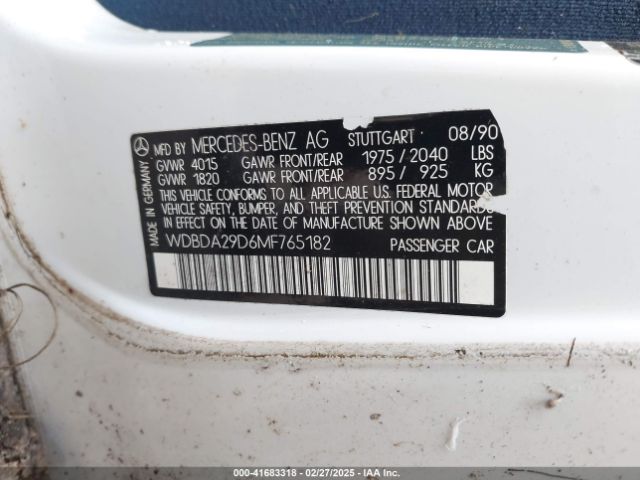 MFD BY MERCEDES-BENZ AG STUTTGART 08/90
GVWR 4015 GAWR FRONT/REAR 1975/2040 LBS
GVWR 1820 GAWR FRONT/REAR 895/ 925 KG
THIS VEHICLE CONFORMS TO ALL APPLICABLE U.S. FEDERAL MOTOR
VEHICLE SAFETY, BUMPER, AND THEFT PREVENTION STANDARDS
IN EFFECT ON THE DATE OF MANUFACTURE SHOWN ABOVE
WDBDA29D6MF765182 PASSENGER CAR
MADE IN GERMANY
000-41683318 | 02/27/2025 | IAA Inc.